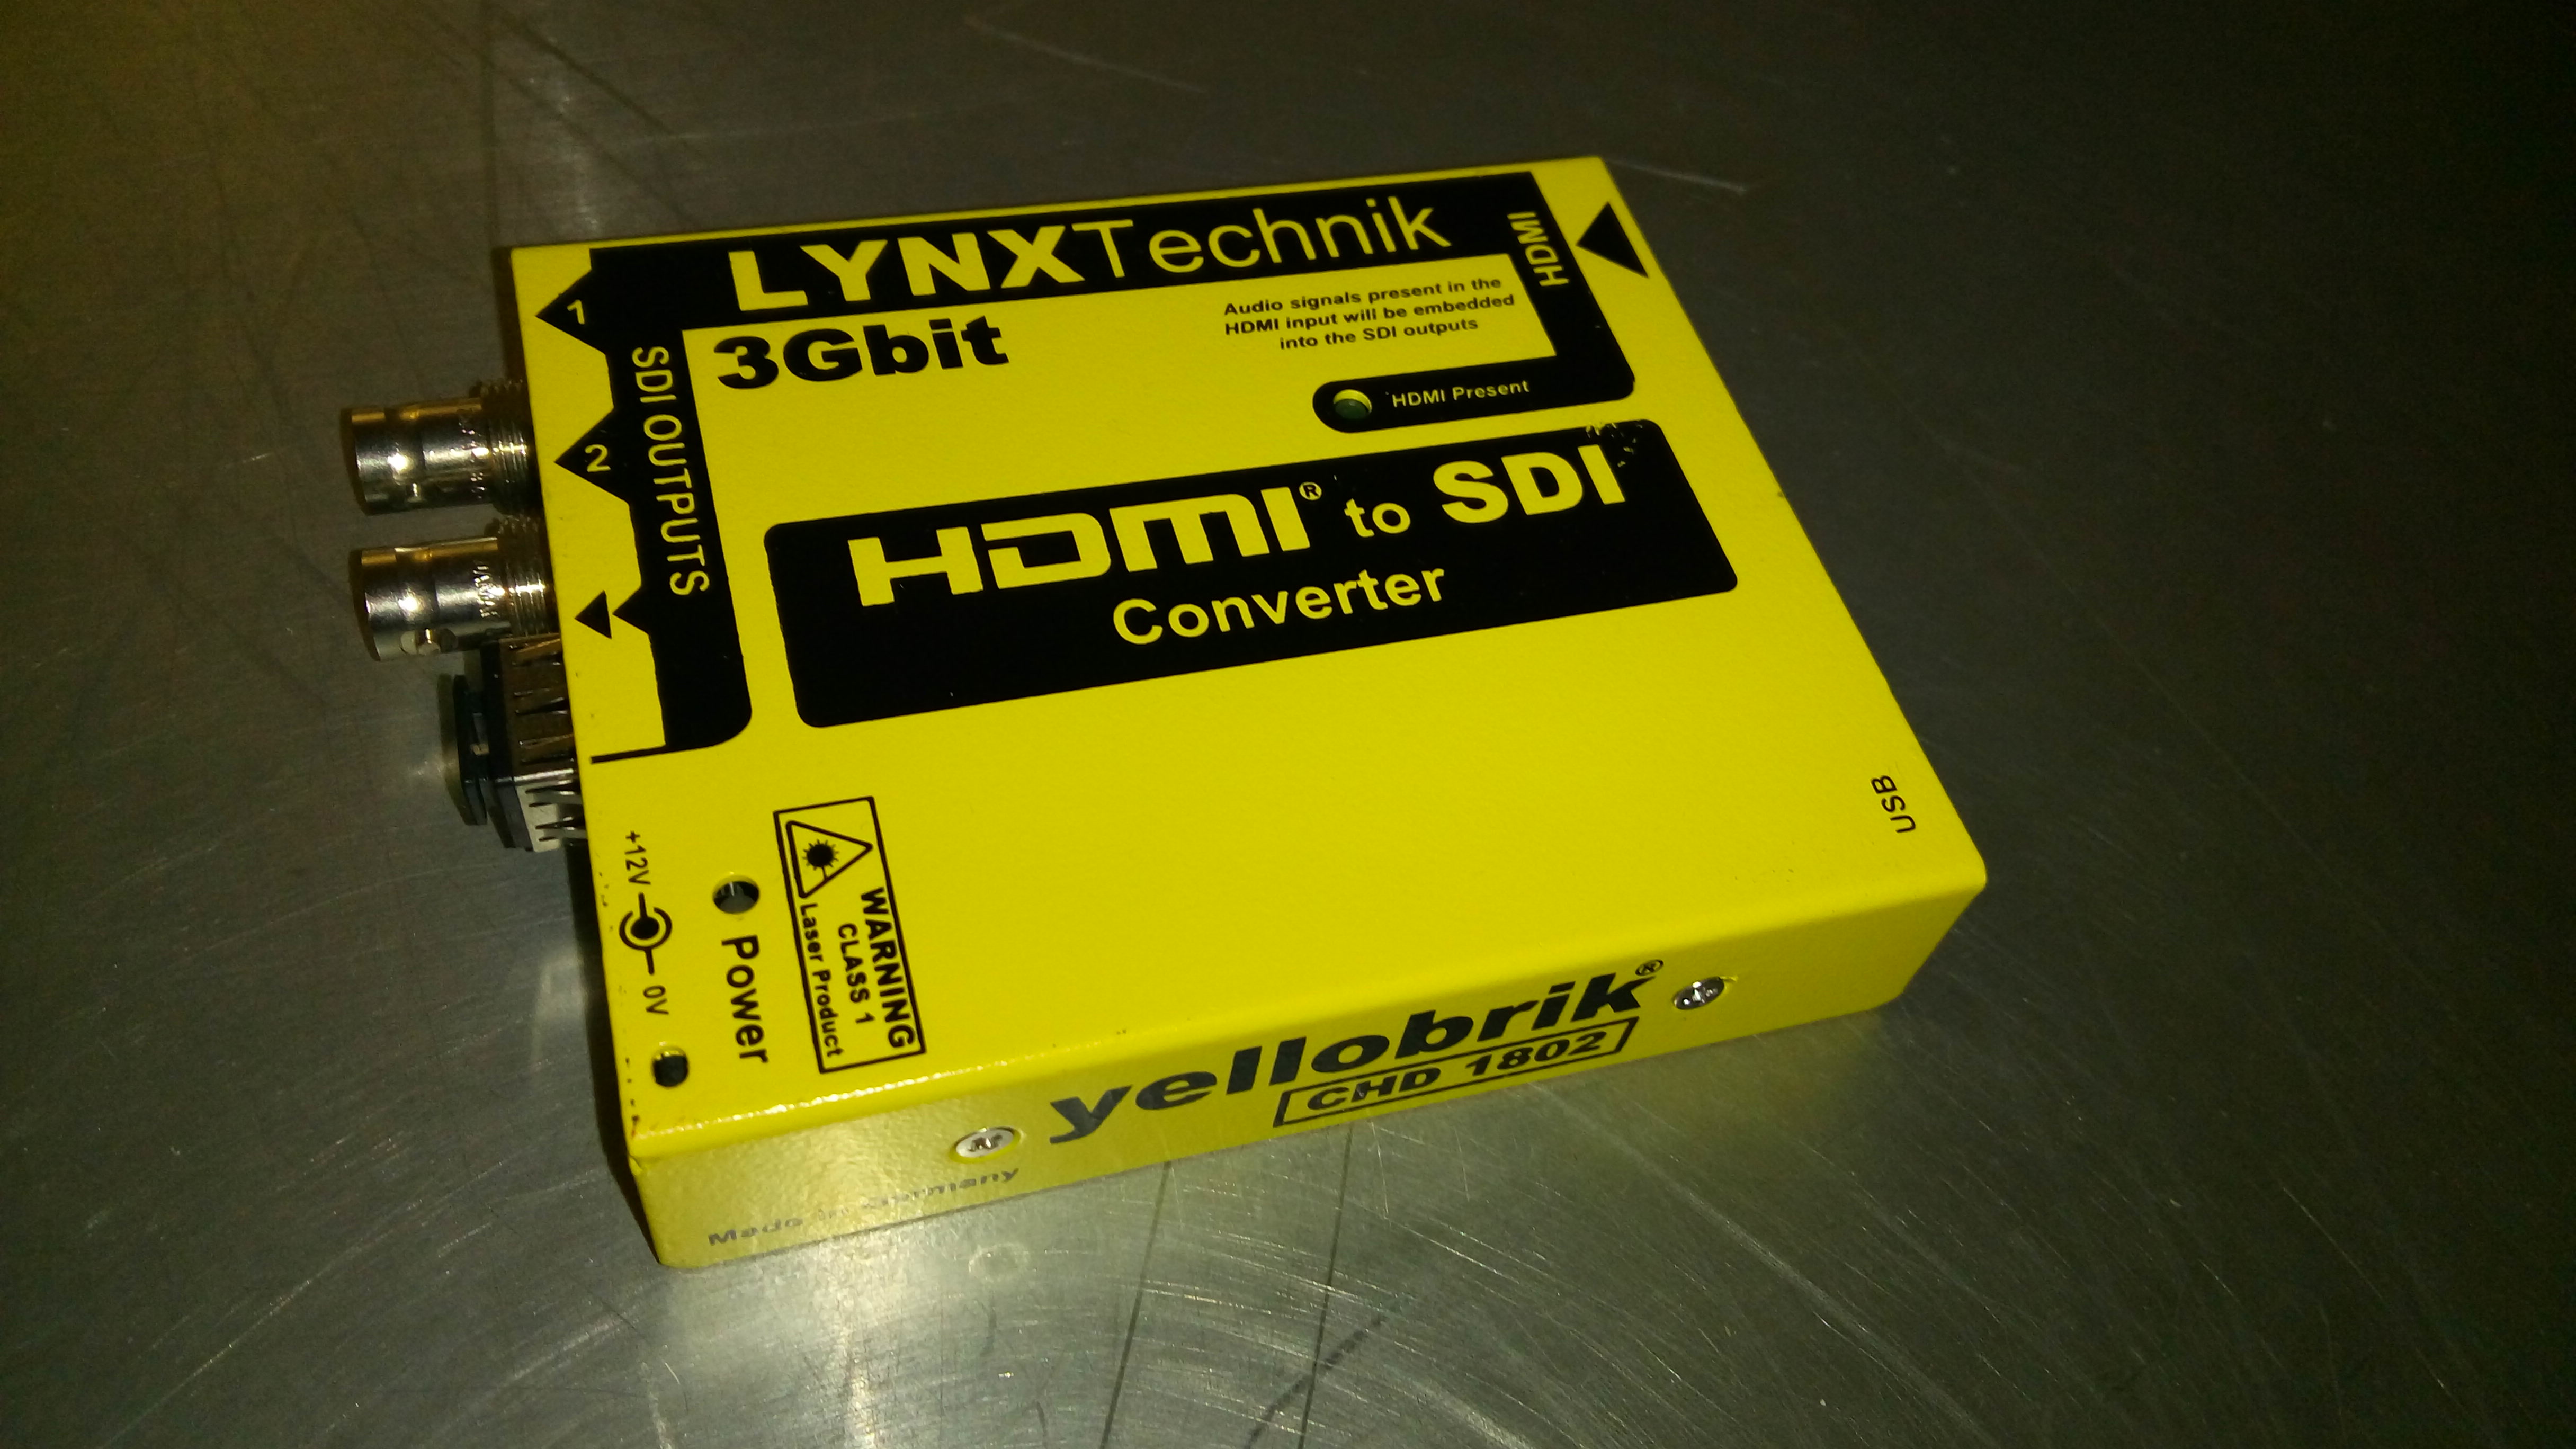 LYNXTechnik
HDMI
1
3Gbit
Audio signals present in the
HDMI input will be embedded
into the SDI outputs
HDMI Present
2
SDI OUTPUTS
HDMI® to SDI
Converter
USB
+12V
0V
Power
WARNING
CLASS 1
Laser Product
yellobrik®
CHD 1802
Made in Germany